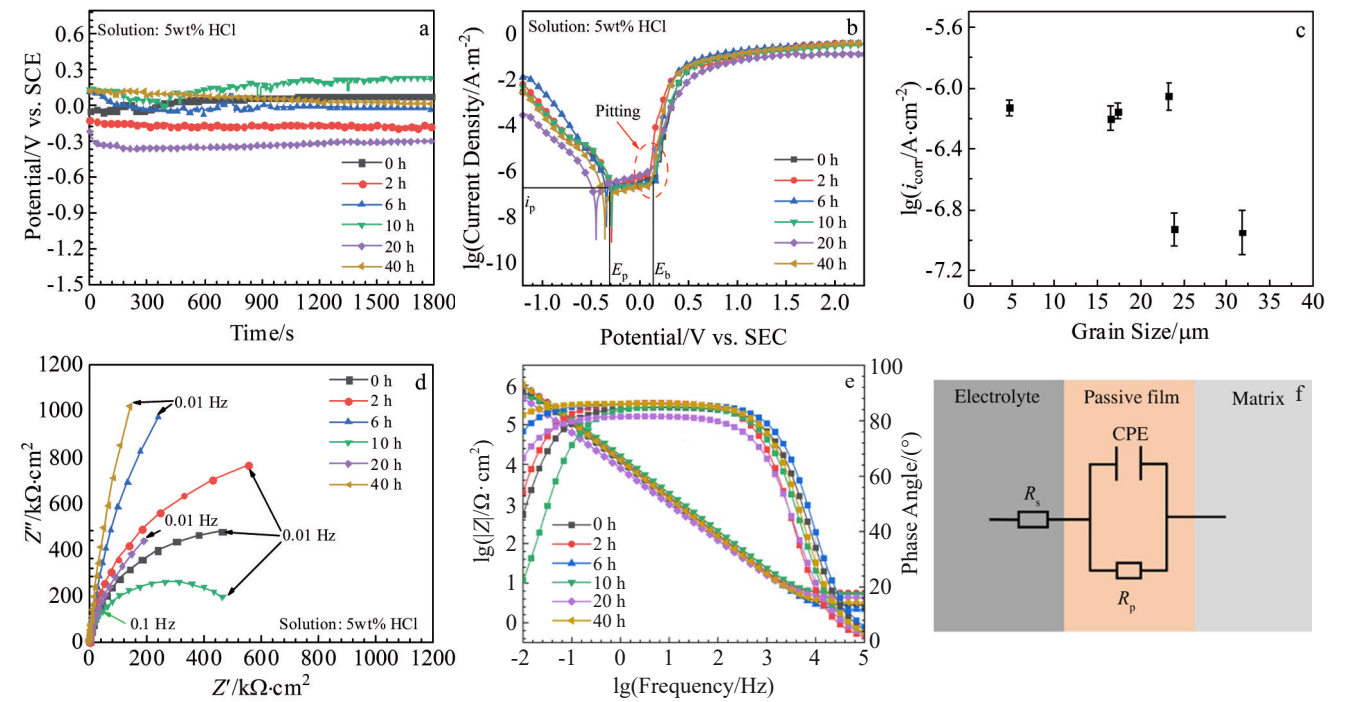 Solution: 5wt% HCl
a
0.6
0.3
0.0
-0.3
-0.6
-0.9
-1.2
-1.5
Potential/V vs. SCE
0 h
2 h
6 h
10 h
20 h
40 h
0
300
600
900
1200
1500
1800
Time/s
Solution: 5wt% HCl
b
0
-2
-4
-6
-8
-10
lg(Current Density/A·m-2)
Pitting
ip
Ep
Eb
0 h
2 h
6 h
10 h
20 h
40 h
-1.0
-0.5
0.0
0.5
1.0
1.5
2.0
Potential/V vs. SEC
c
-5.6
-6.0
-6.4
-6.8
-7.2
lg(icorr/A·cm-2)
0
5
10
15
20
25
30
35
40
Grain Size/μm
d
1200
1000
800
600
400
200
0
Z″/kΩ·cm2
0.01 Hz
0.01 Hz
0.01 Hz
0.1 Hz
0 h
2 h
6 h
10 h
20 h
40 h
Solution: 5wt% HCl
0
200
400
600
800
1000
1200
Z′/kΩ·cm2
e
6
5
4
3
2
1
0
lg(|Z|/Ω·cm2)
0 h
2 h
6 h
10 h
20 h
40 h
100
80
60
40
20
0
Phase Angle/(°)
-2
-1
0
1
2
3
4
5
lg(Frequency/Hz)
Electrolyte
Passive film
Matrix
f
CPE
Rs
Rp